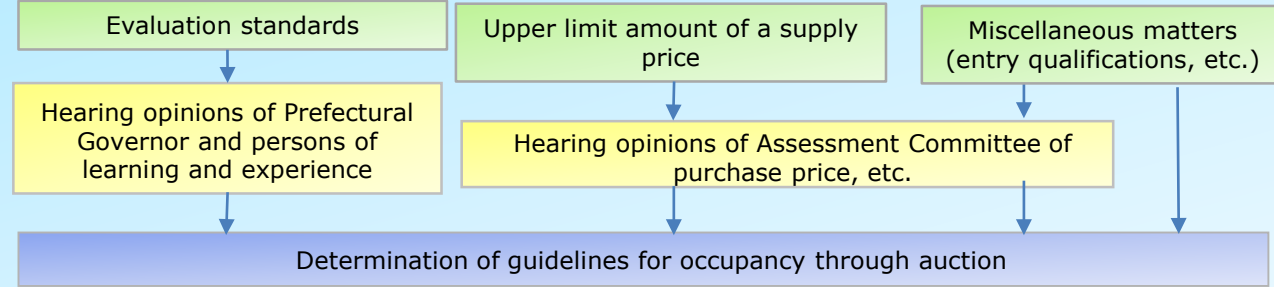 Evaluation standards
Upper limit amount of a supply
price
Miscellaneous matters
(entry qualifications, etc.)
Hearing opinions of Prefectural
Governor and persons of
learning and experience
Hearing opinions of Assessment Committee of
purchase price, etc.
Determination of guidelines for occupancy through auction